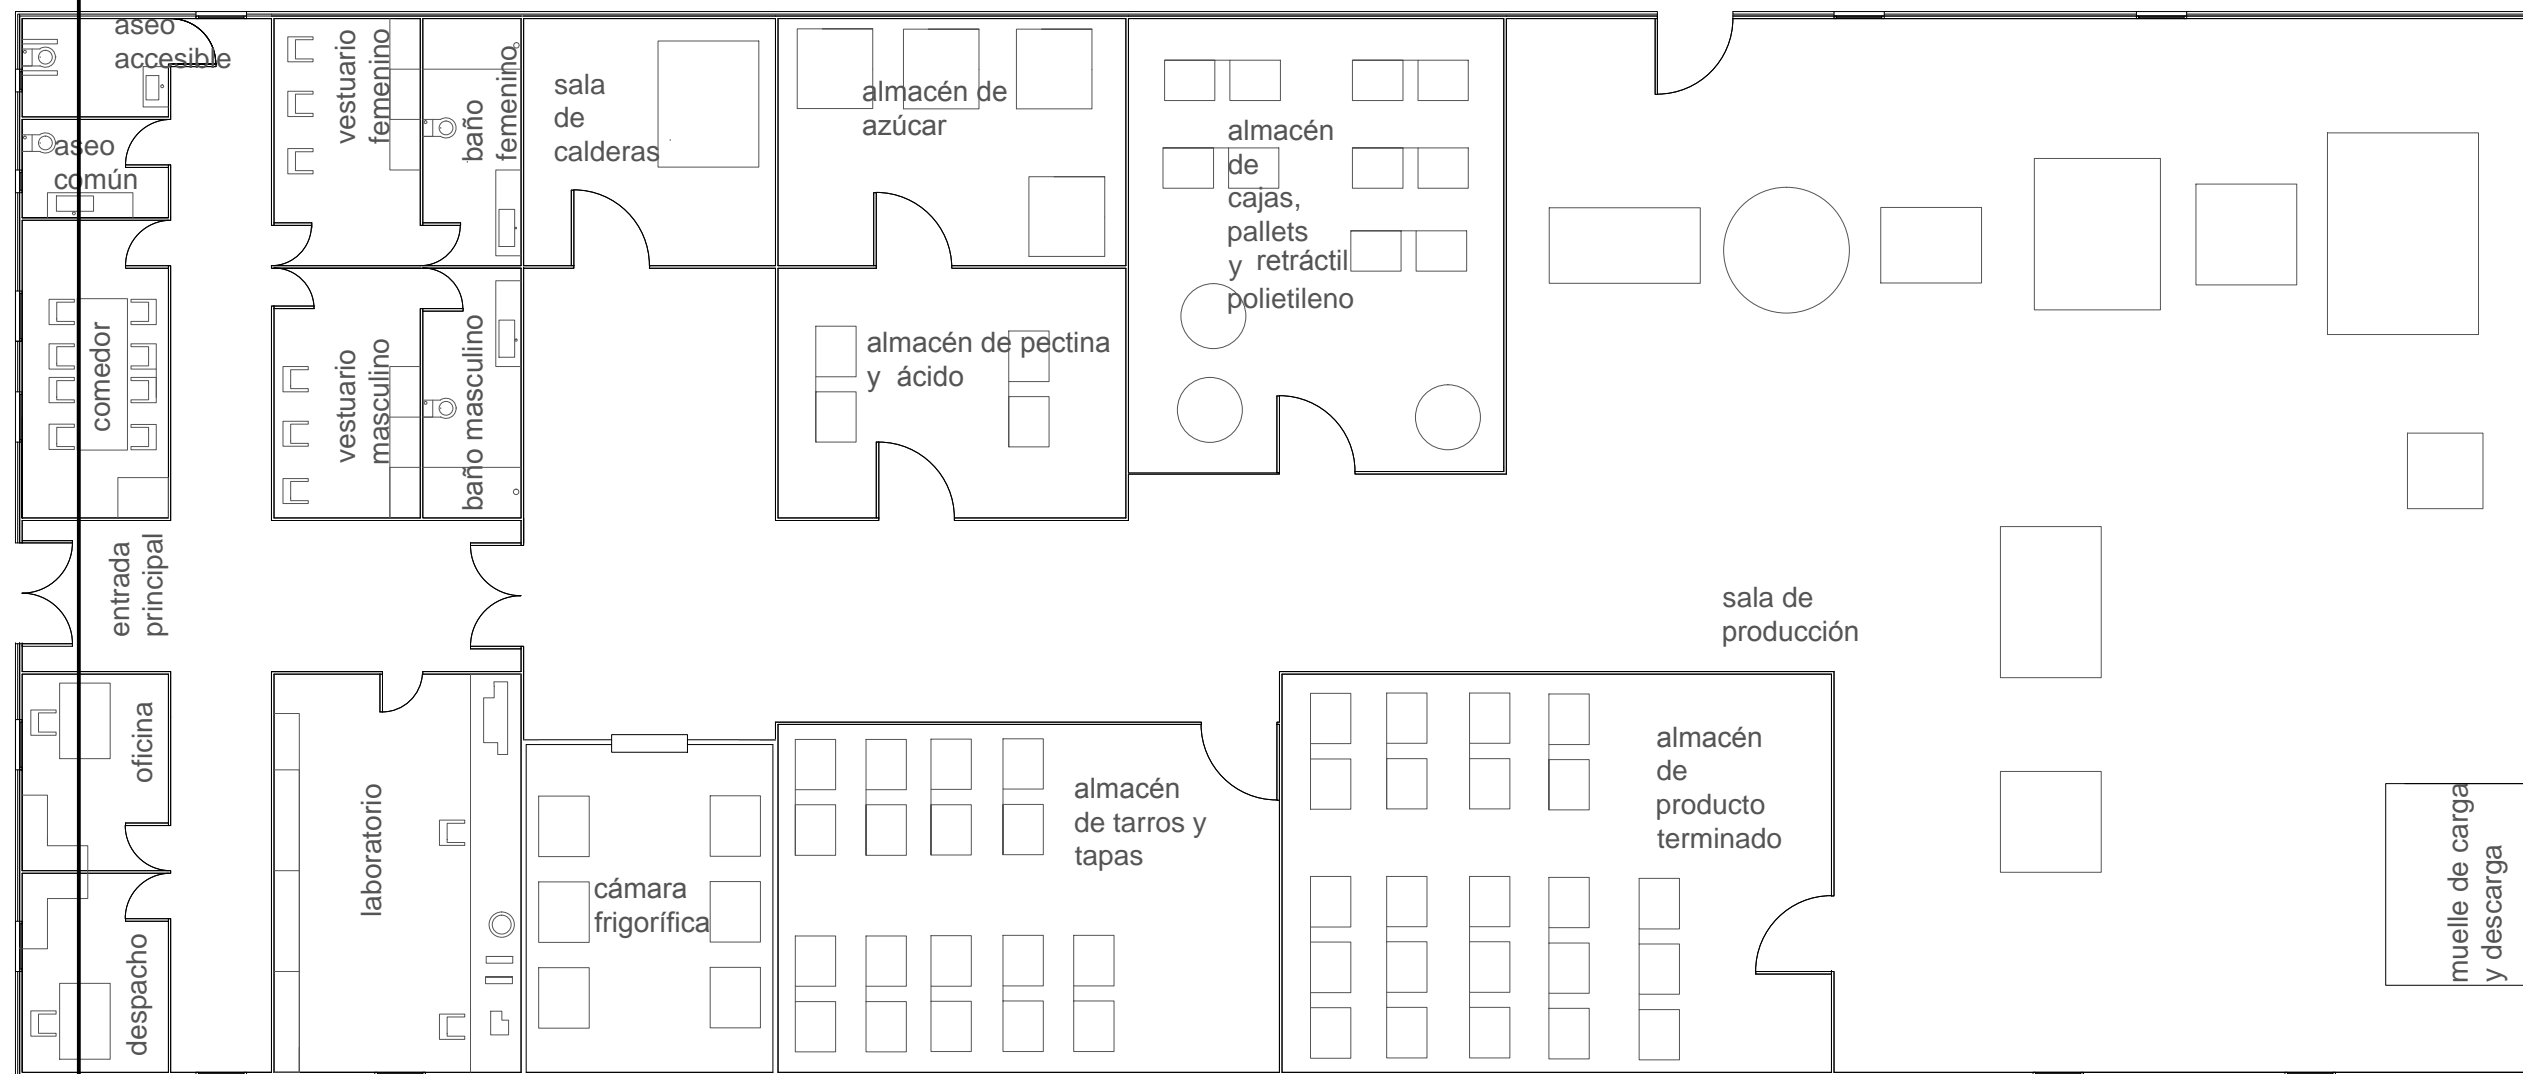 aseo
accesible
aseo
común
comedor
entrada
principal
oficina
despacho
vestuario
femenino
baño
femenino
vestuario
masculino
baño masculino
laboratorio
sala
de
calderas
almacén de
azúcar
almacén de pectina
y ácido
almacén
de
cajas,
pallets
y retráctil
polietileno
cámara
frigorífica
almacén
de tarros y
tapas
almacén
de
producto
terminado
sala de
producción
muelle de carga
y descarga